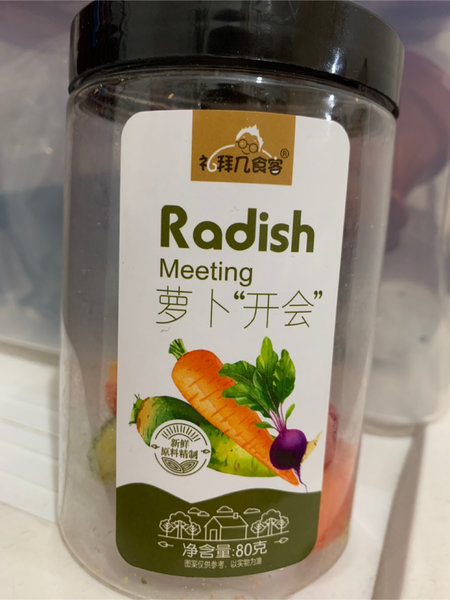 礼拜几食客®
Radish
Meeting
萝卜“开会”
新鲜
原料精制
净含量:80克
图案仅供参考，以实物为准